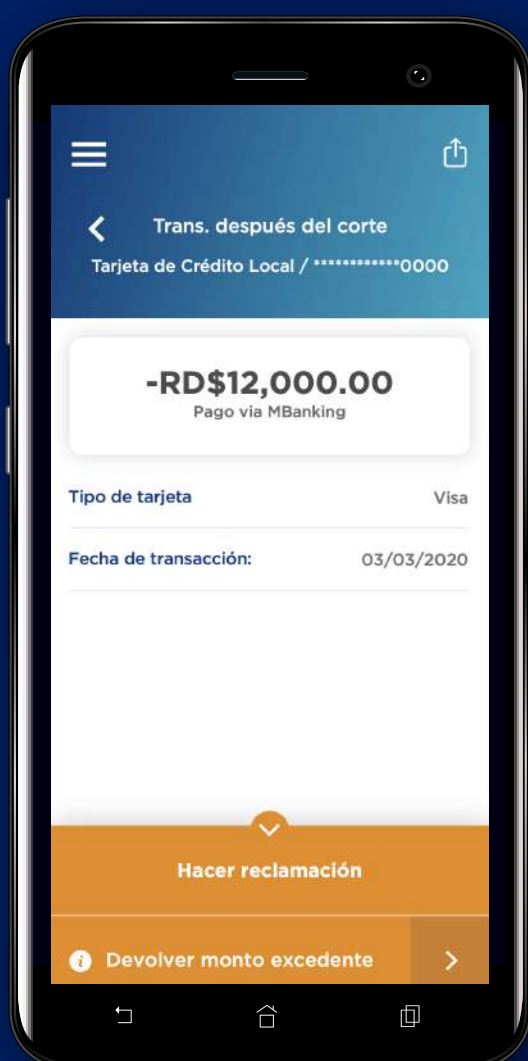 Trans. después del corte
Tarjeta de Crédito Local / ************0000
-RD$12,000.00
Pago via MBanking
Tipo de tarjeta Visa
Fecha de transacción: 03/03/2020
Hacer reclamación
Devolver monto excedente